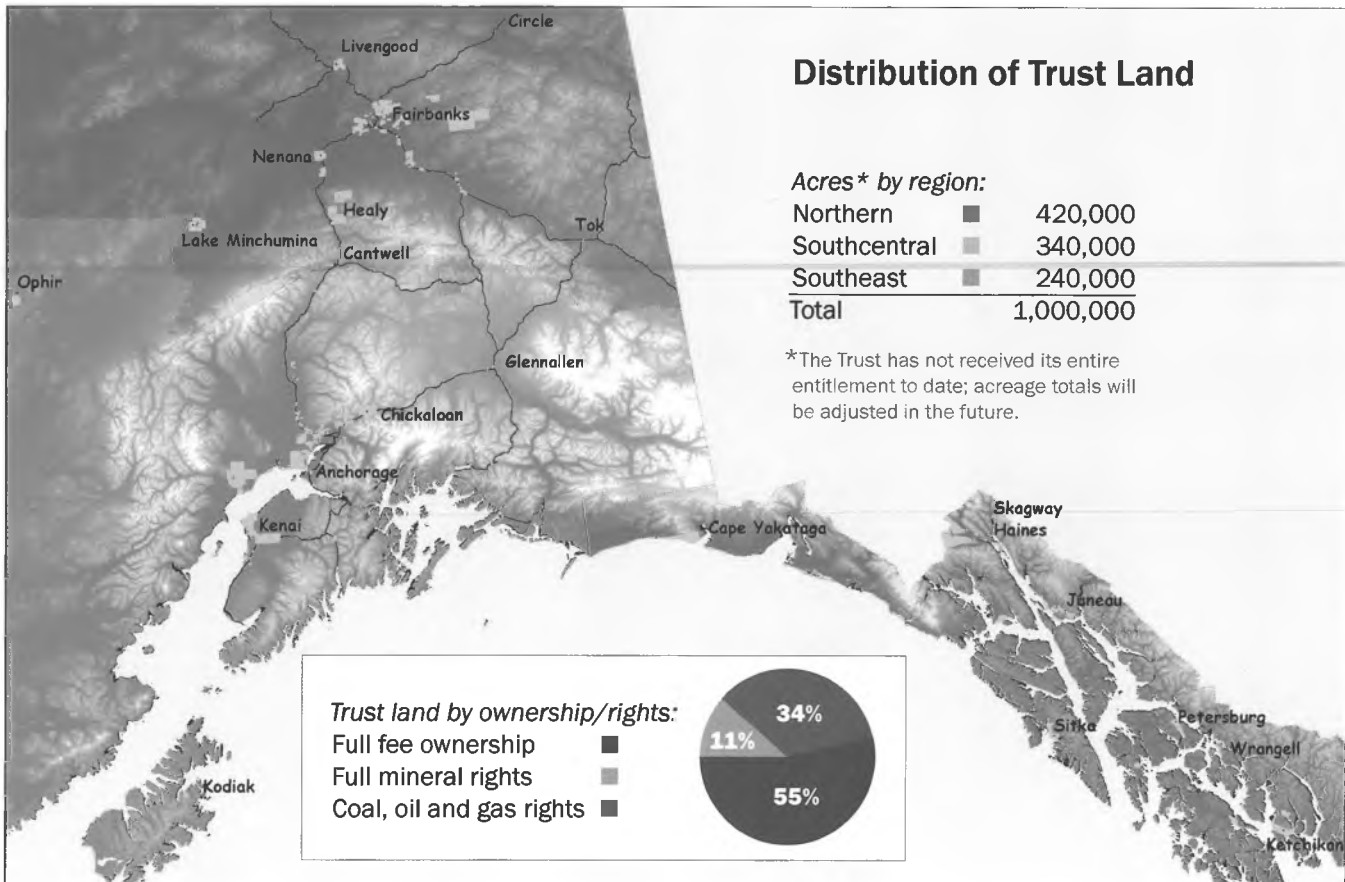 Circle
Livengood
Distribution of Trust Land
Fairbanks
Nenana
Acres* by region:
Northern 420,000
Southcentral 340,000
Southeast 240,000
Total 1,000,000
Healy
Tok
Lake Minchumina
Cantwell
Ophir
*The Trust has not received its entire
entitlement to date; acreage totals will
be adjusted in the future.
Glennallen
Chickaloon
Anchorage
Kenai
Cape Yakataga
Skagway
Haines
Juneau
Sitka
Petersburg
Wrangell
Ketchikan
Kodiak
Trust land by ownership/rights:
Full fee ownership
Full mineral rights
Coal, oil and gas rights
34%
11%
55%